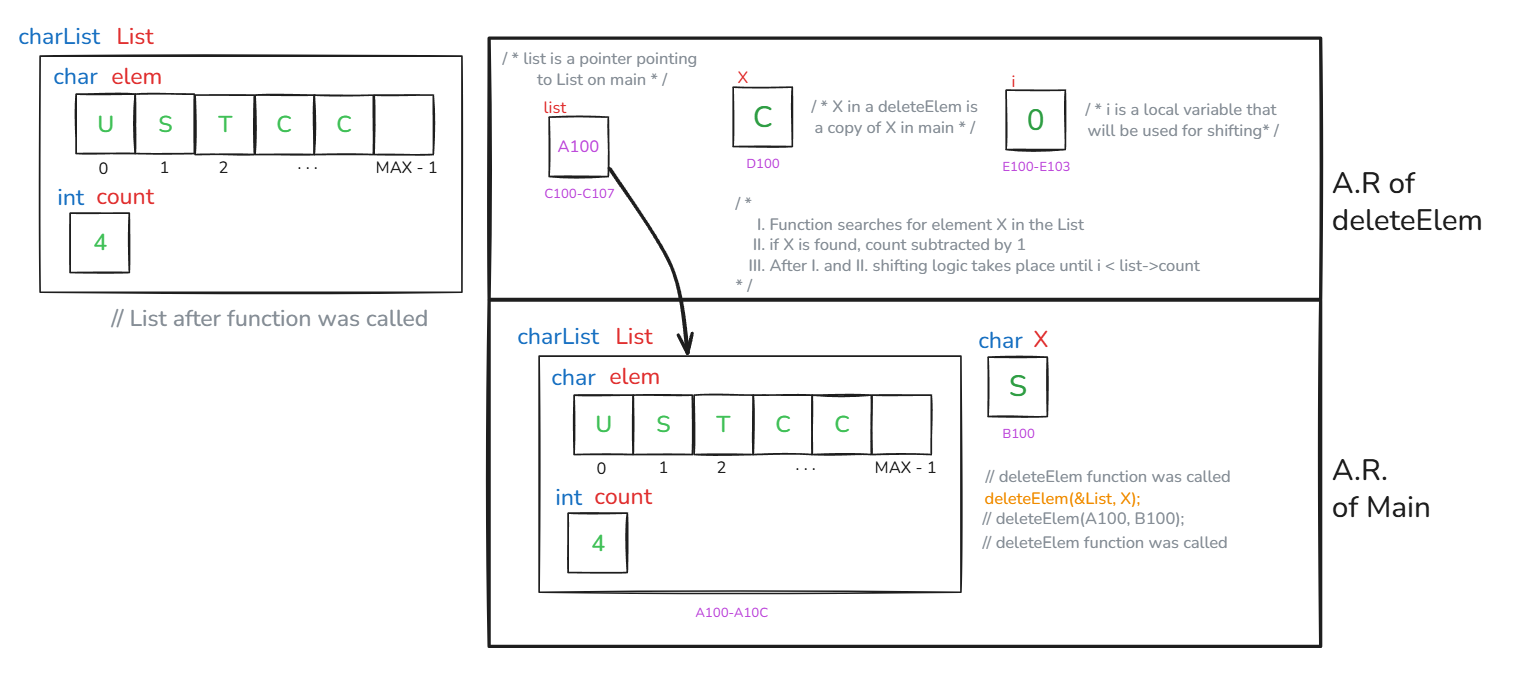 charList List
char elem
U S T C C
0 1 2 ... MAX - 1
int count
4
// List after function was called
/ * list is a pointer pointing
to List on main * /
list
A100
C100-C107
X
C
D100
/ * X in a deleteElem is
a copy of X in main * /
i
0
E100-E103
/ * i is a local variable that
will be used for shifting* /
/ *
I. Function searches for element X in the List
II. if X is found, count subtracted by 1
III. After I. and II. shifting logic takes place until i < list->count
* /
A.R of
deleteElem
charList List
char elem
U S T C C
0 1 2 ... MAX - 1
int count
4
A100-A10C
char X
S
B100
// deleteElem function was called
deleteElem(&List, X);
// deleteElem(A100, B100);
// deleteElem function was called
A.R.
of Main